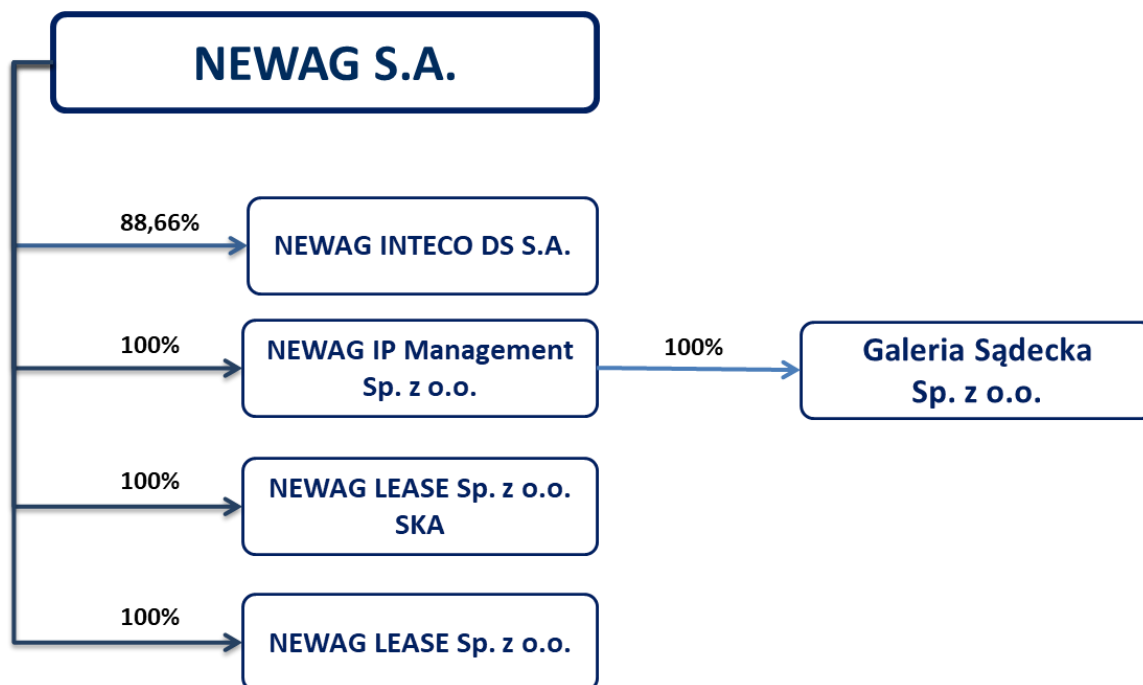 NEWAG S.A.
88,66%
NEWAG INTECO DS S.A.
100%
NEWAG IP Management
Sp. z o.o.
100%
Galeria Sądecka
Sp. z o.o.
100%
NEWAG LEASE Sp. z o.o.
SKA
100%
NEWAG LEASE Sp. z o.o.